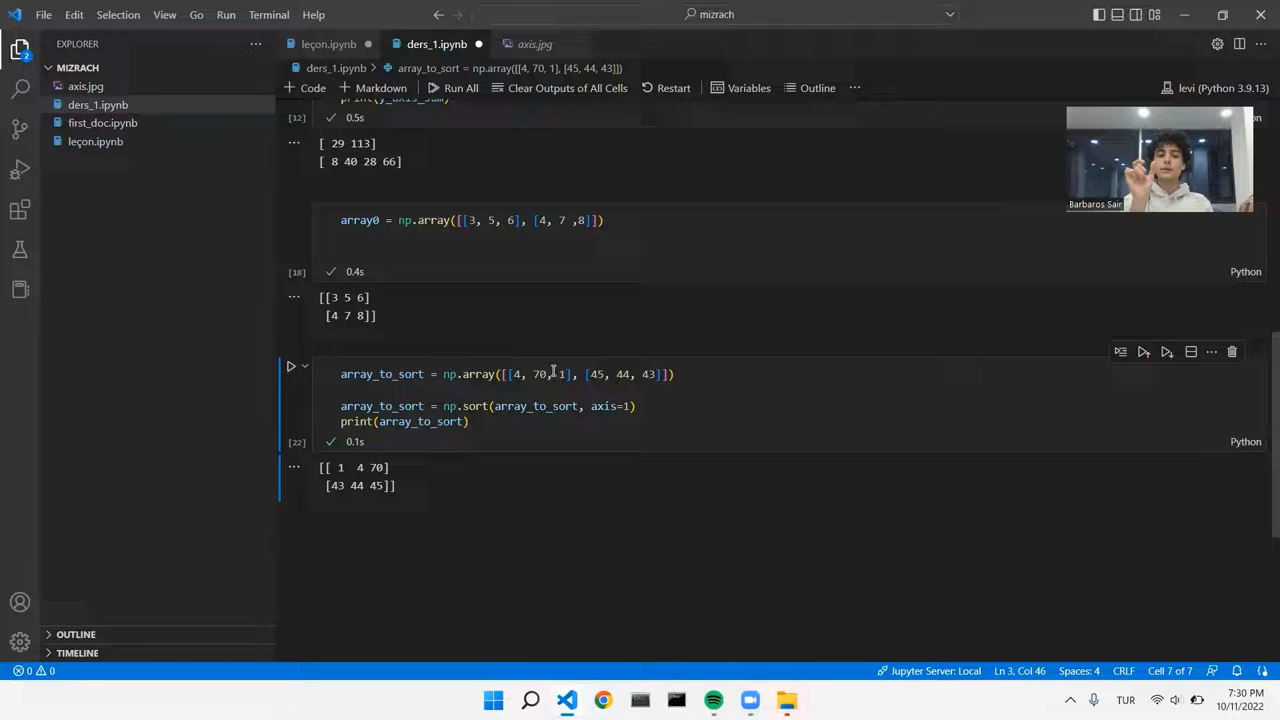 File Edit Selection View Go Run Terminal Help
mizrach
EXPLORER
leçon.ipynb
ders_1.ipynb
axis.jpg
MIZRACH
ders_1.ipynb > array_to_sort = np.array([[4, 70, 1], [45, 44, 43]])
axis.jpg
Code
Markdown
Run All
Clear Outputs of All Cells
Restart
Variables
Outline
levi (Python 3.9.13)
ders_1.ipynb
first_doc.ipynb
leçon.ipynb
print(y_axis_sum)
[12] 0.5s
[ 29 113]
[ 8 40 28 66]
Barbaros Sair
array0 = np.array([[3, 5, 6], [4, 7 ,8]])
[18] 0.4s Python
[[3 5 6]
[4 7 8]]
array_to_sort = np.array([[4, 70, 1], [45, 44, 43]])
array_to_sort = np.sort(array_to_sort, axis=1)
print(array_to_sort)
[22] 0.1s Python
[[ 1 4 70]
[43 44 45]]
OUTLINE
TIMELINE
0 0
Jupyter Server: Local Ln 3, Col 46 Spaces: 4 CRLF Cell 7 of 7
TUR
7:30 PM
10/11/2022